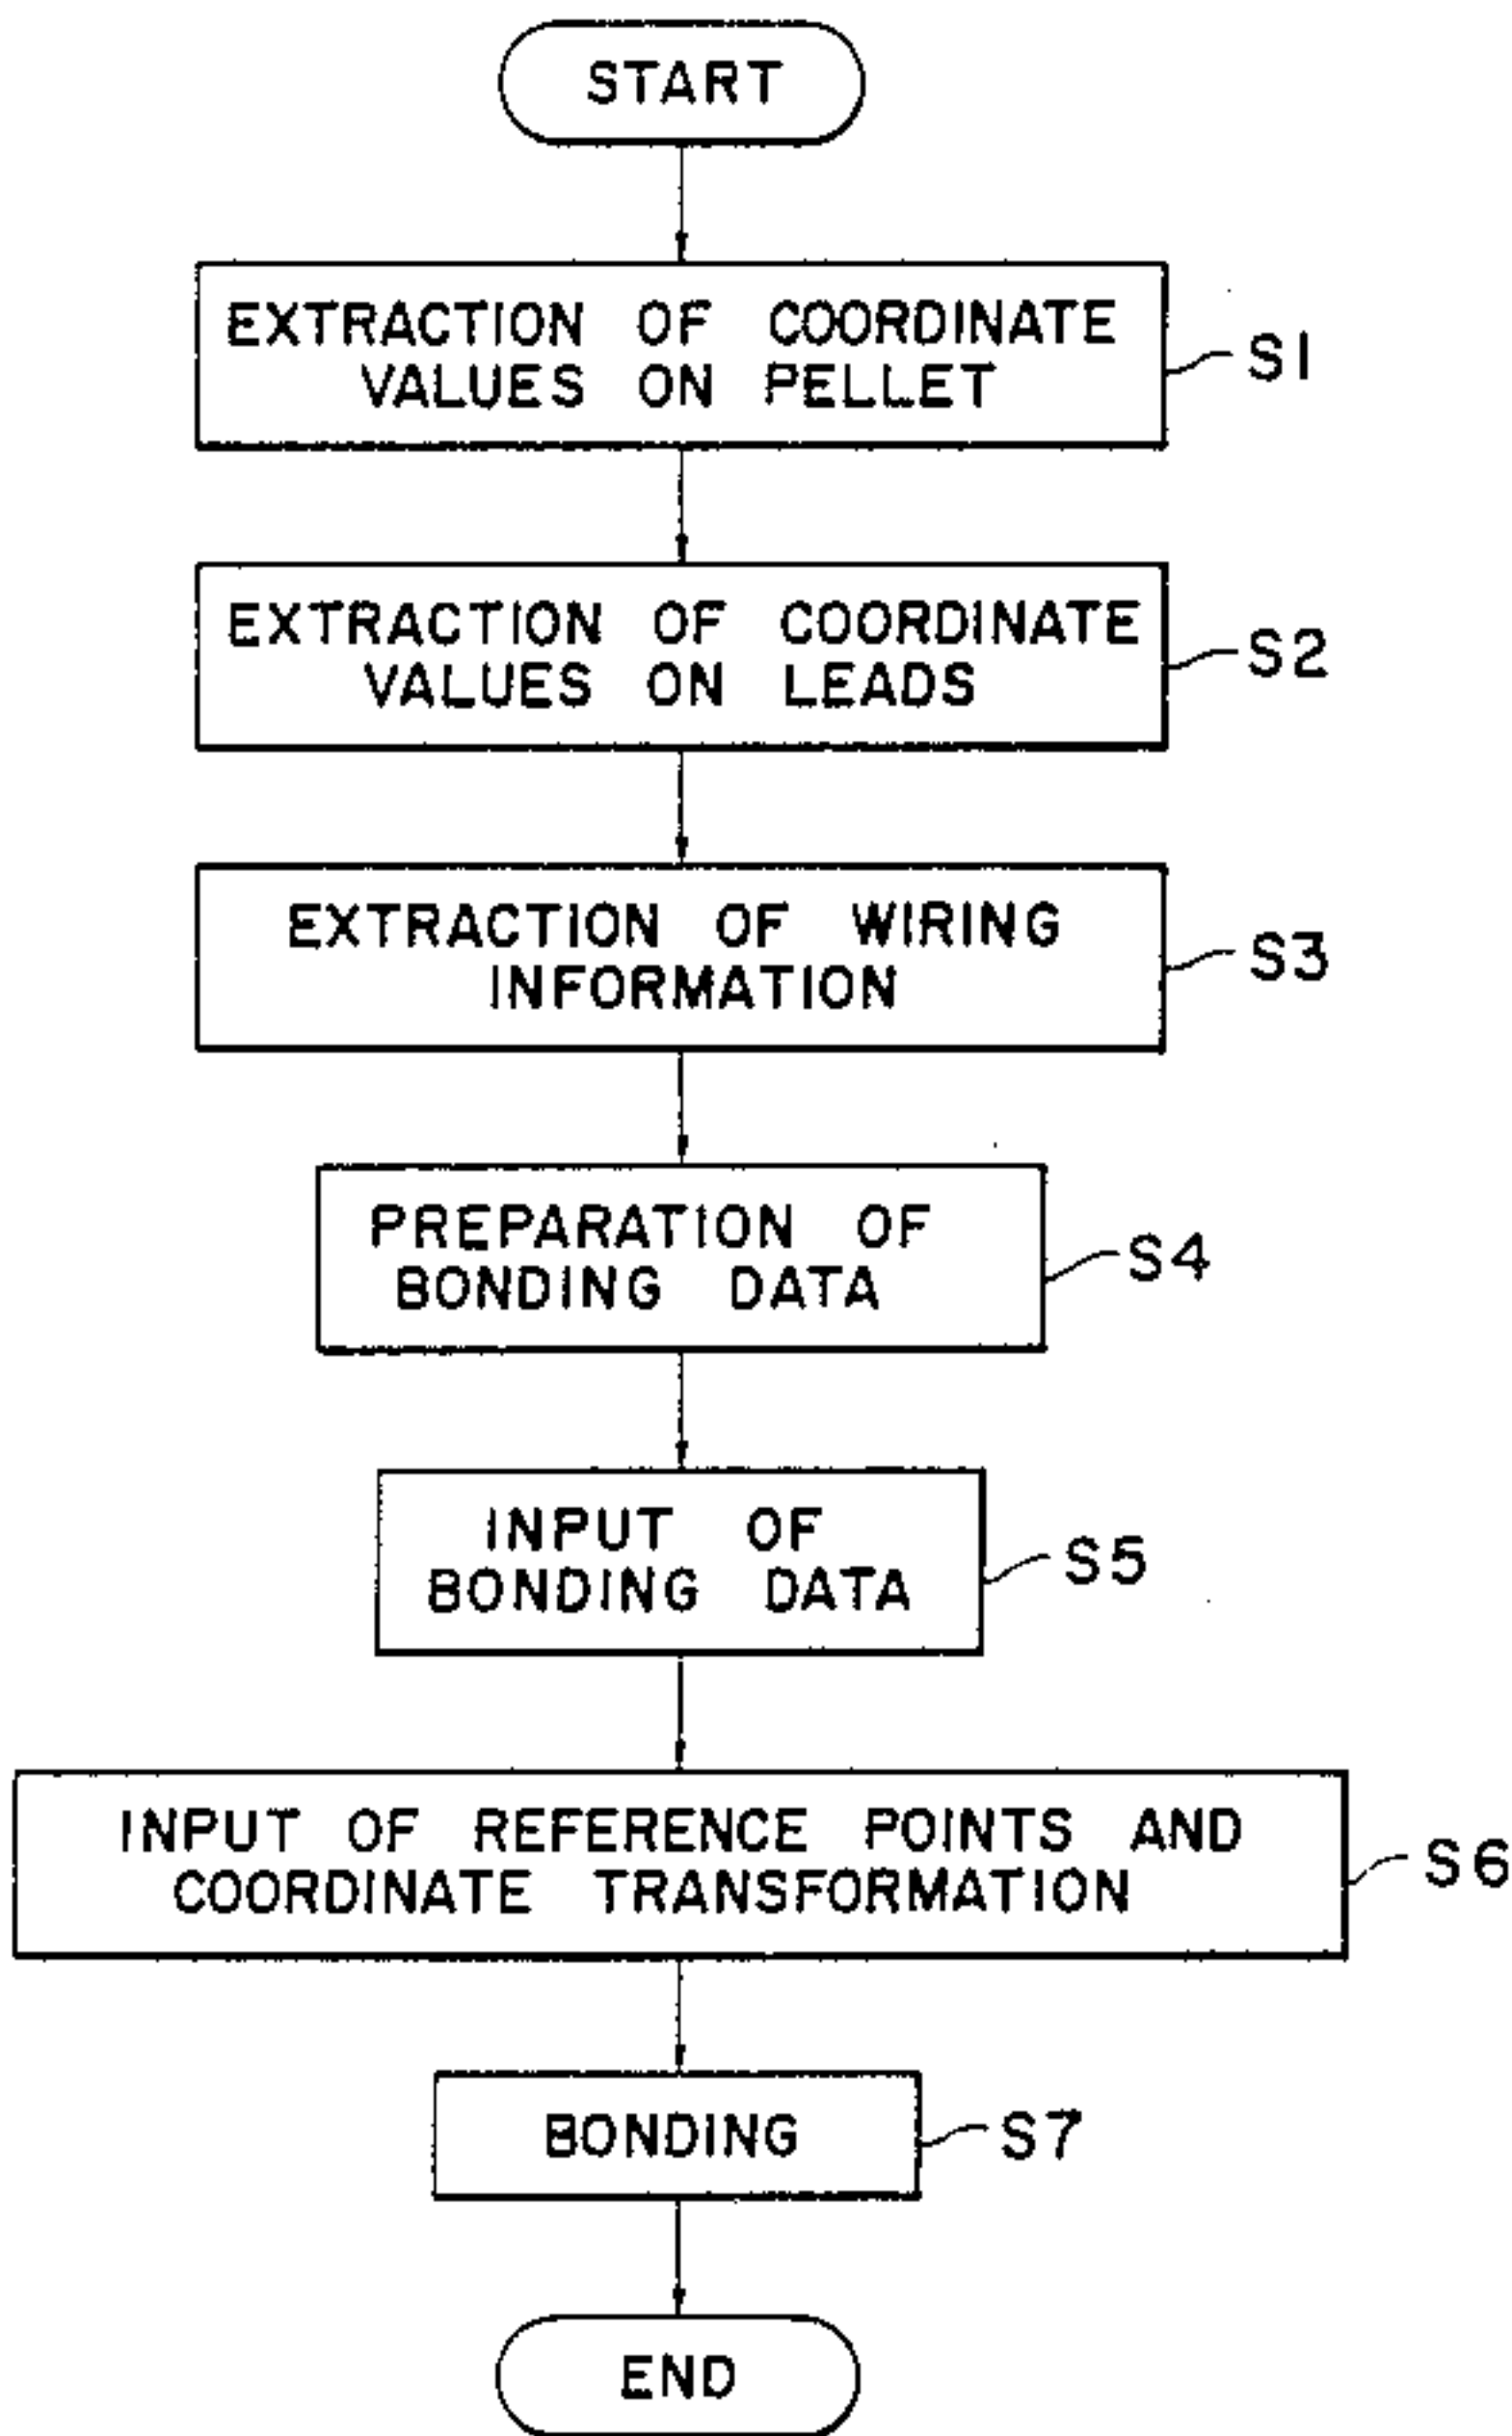 START
EXTRACTION OF COORDINATE
VALUES ON PELLET
S1
EXTRACTION OF COORDINATE
VALUES ON LEADS
S2
EXTRACTION OF WIRING
INFORMATION
S3
PREPARATION OF
BONDING DATA
S4
INPUT OF
BONDING DATA
S5
INPUT OF REFERENCE POINTS AND
COORDINATE TRANSFORMATION
S6
BONDING
S7
END